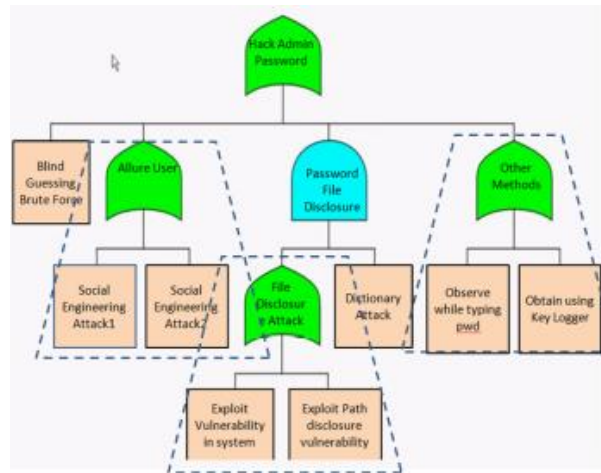 Hack Admin
Password
Blind
Guessing
Brute Force
Allure User
Password
File
Disclosure
Other
Methods
Social
Engineering
Attack1
Social
Engineering
Attack2
File
Disclosur
e Attack
Dictionary
Attack
Observe
while typing
pwd
Obtain using
Key Logger
Exploit
Vulnerability
in system
Exploit Path
disclosure
vulnerability